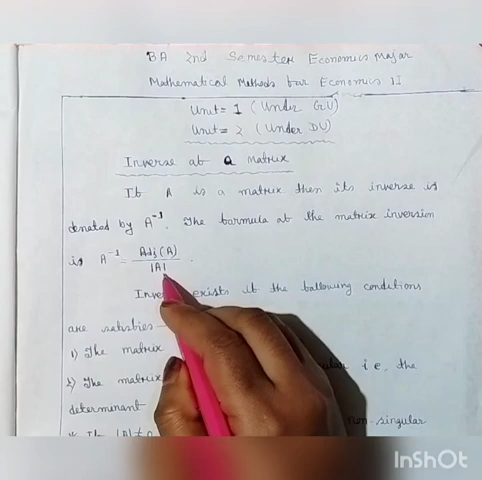 BA 2nd Semester Economics Major
Mathematical Methods for Economics II
Unit = 1 (Under GU)
Unit = 2 (Under DU)
Inverse of a Matrix
If A is a matrix then its inverse is
denoted by A⁻¹. The formula of the matrix inversion
is A⁻¹ = Adj(A) / |A|.
exists if the following conditions
are satisfies
1) The matrix
2) The matrix i.e. the
determinant
* If |A| ≠ 0 non-singular
InShOt